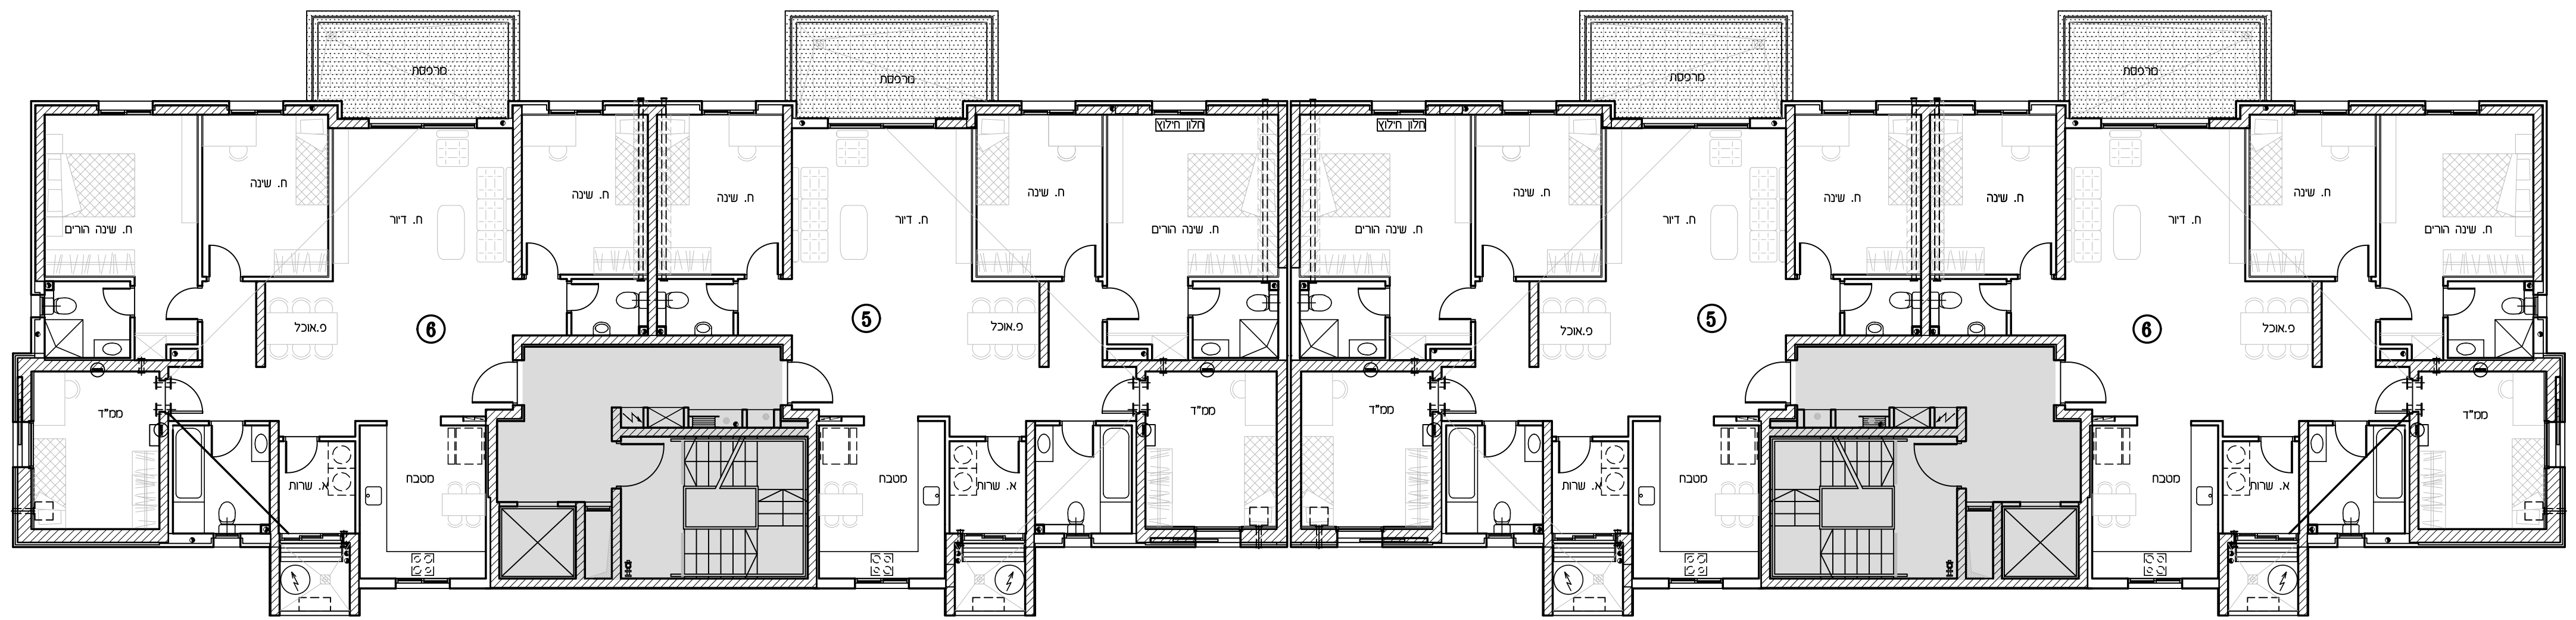 מרפסת
מרפסת
מרפסת
מרפסת
חלון חילוץ
חלון חילוץ
ח. שינה
ח. שינה
ח. שינה
ח. שינה
ח. שינה
ח. שינה
ח. שינה
ח. שינה
ח. דיור
ח. דיור
ח. דיור
ח. דיור
ח. שינה הורים
ח. שינה הורים
ח. שינה הורים
ח. שינה הורים
פ.אוכל
6
5
פ.אוכל
פ.אוכל
5
6
פ.אוכל
ממ"ד
ממ"ד
ממ"ד
ממ"ד
א. שרות
מטבח
מטבח
א. שרות
א. שרות
מטבח
מטבח
א. שרות